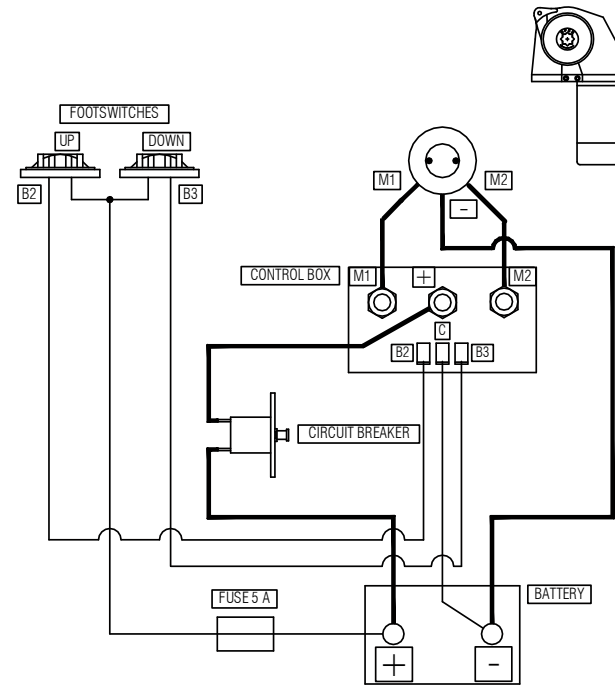 FOOTSWITCHES
UP
DOWN
B2
B3
M1
M2
-
CONTROL BOX
M1
+
M2
C
B2
B3
CIRCUIT BREAKER
FUSE 5 A
BATTERY
+
-